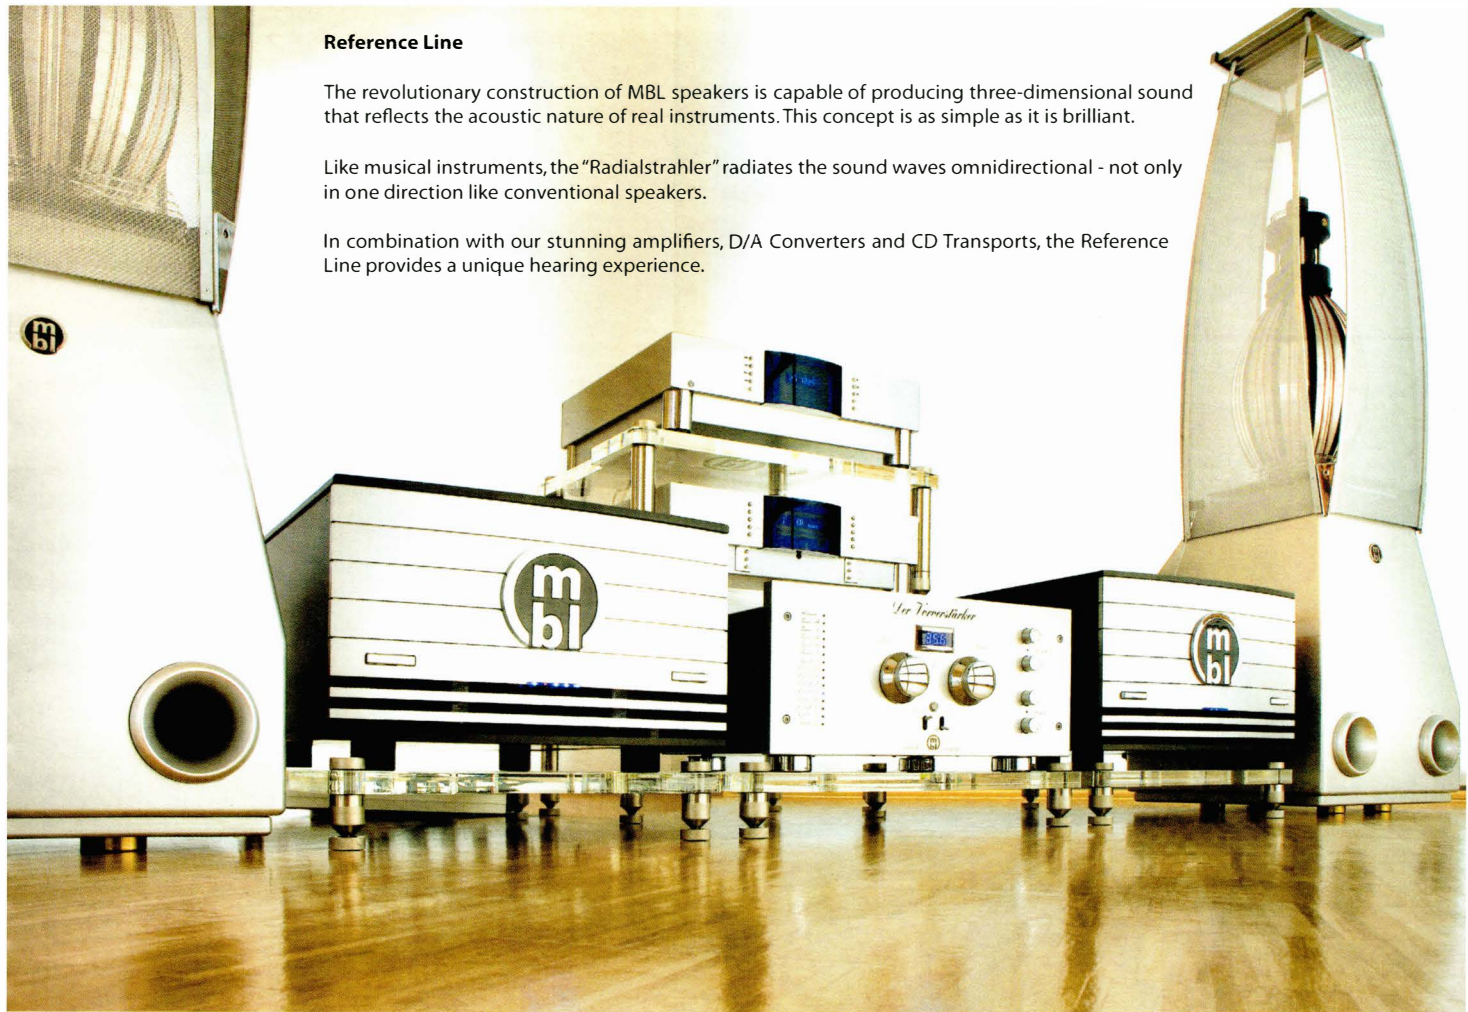 Reference Line
The revolutionary construction of MBL speakers is capable of producing three-dimensional sound
that reflects the acoustic nature of real instruments. This concept is as simple as it is brilliant.
Like musical instruments, the “Radialstrahler” radiates the sound waves omnidirectional - not only
in one direction like conventional speakers.
In combination with our stunning amplifiers, D/A Converters and CD Transports, the Reference
Line provides a unique hearing experience.
mbl
mbl
Der Vorverstärker
mbl
mbl